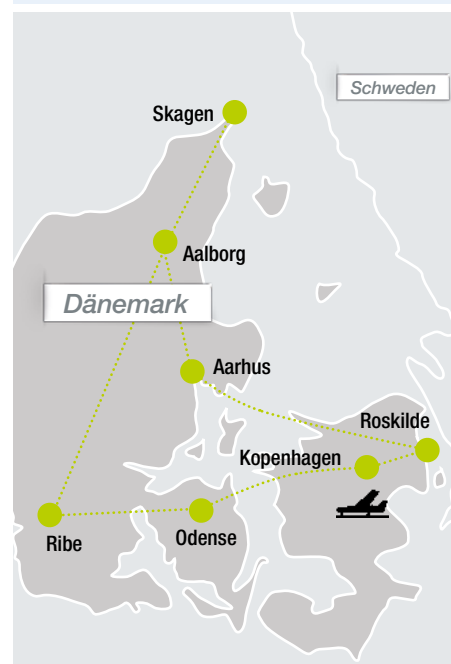 Schweden
Skagen
Aalborg
Dänemark
Aarhus
Roskilde
Kopenhagen
Ribe
Odense